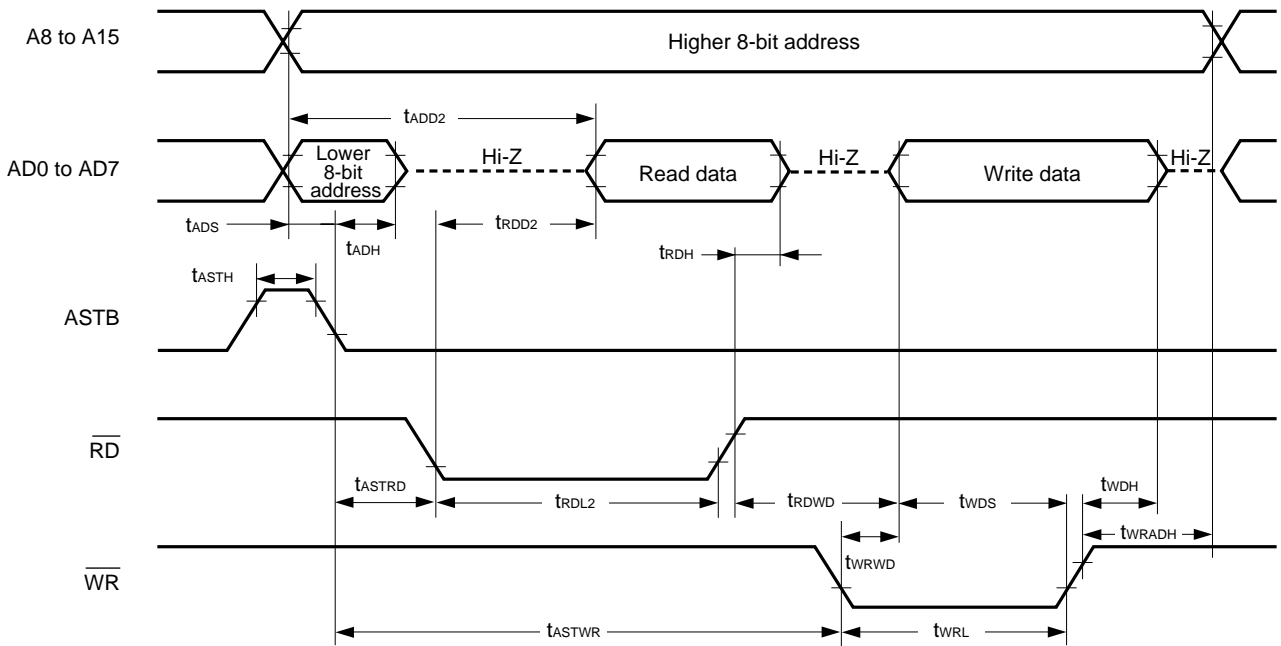 A8 to A15
Higher 8-bit address
tADD2
AD0 to AD7
Lower
8-bit
address
Hi-Z
Read data
Hi-Z
Write data
Hi-Z
tADS
tADH
tRDD2
tRDH
tASTH
ASTB
RD
tASTRD
tRDL2
tRDWD
tWDS
tWDH
tWRADH
tWRWD
WR
tASTWR
tWRL